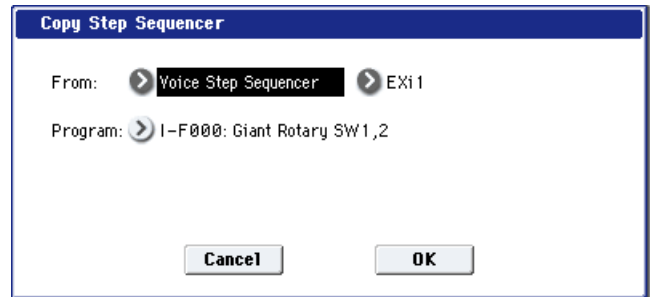 Copy Step Sequencer
From: Voice Step Sequencer EXi1
Program: I-F000: Giant Rotary SW1,2
Cancel OK